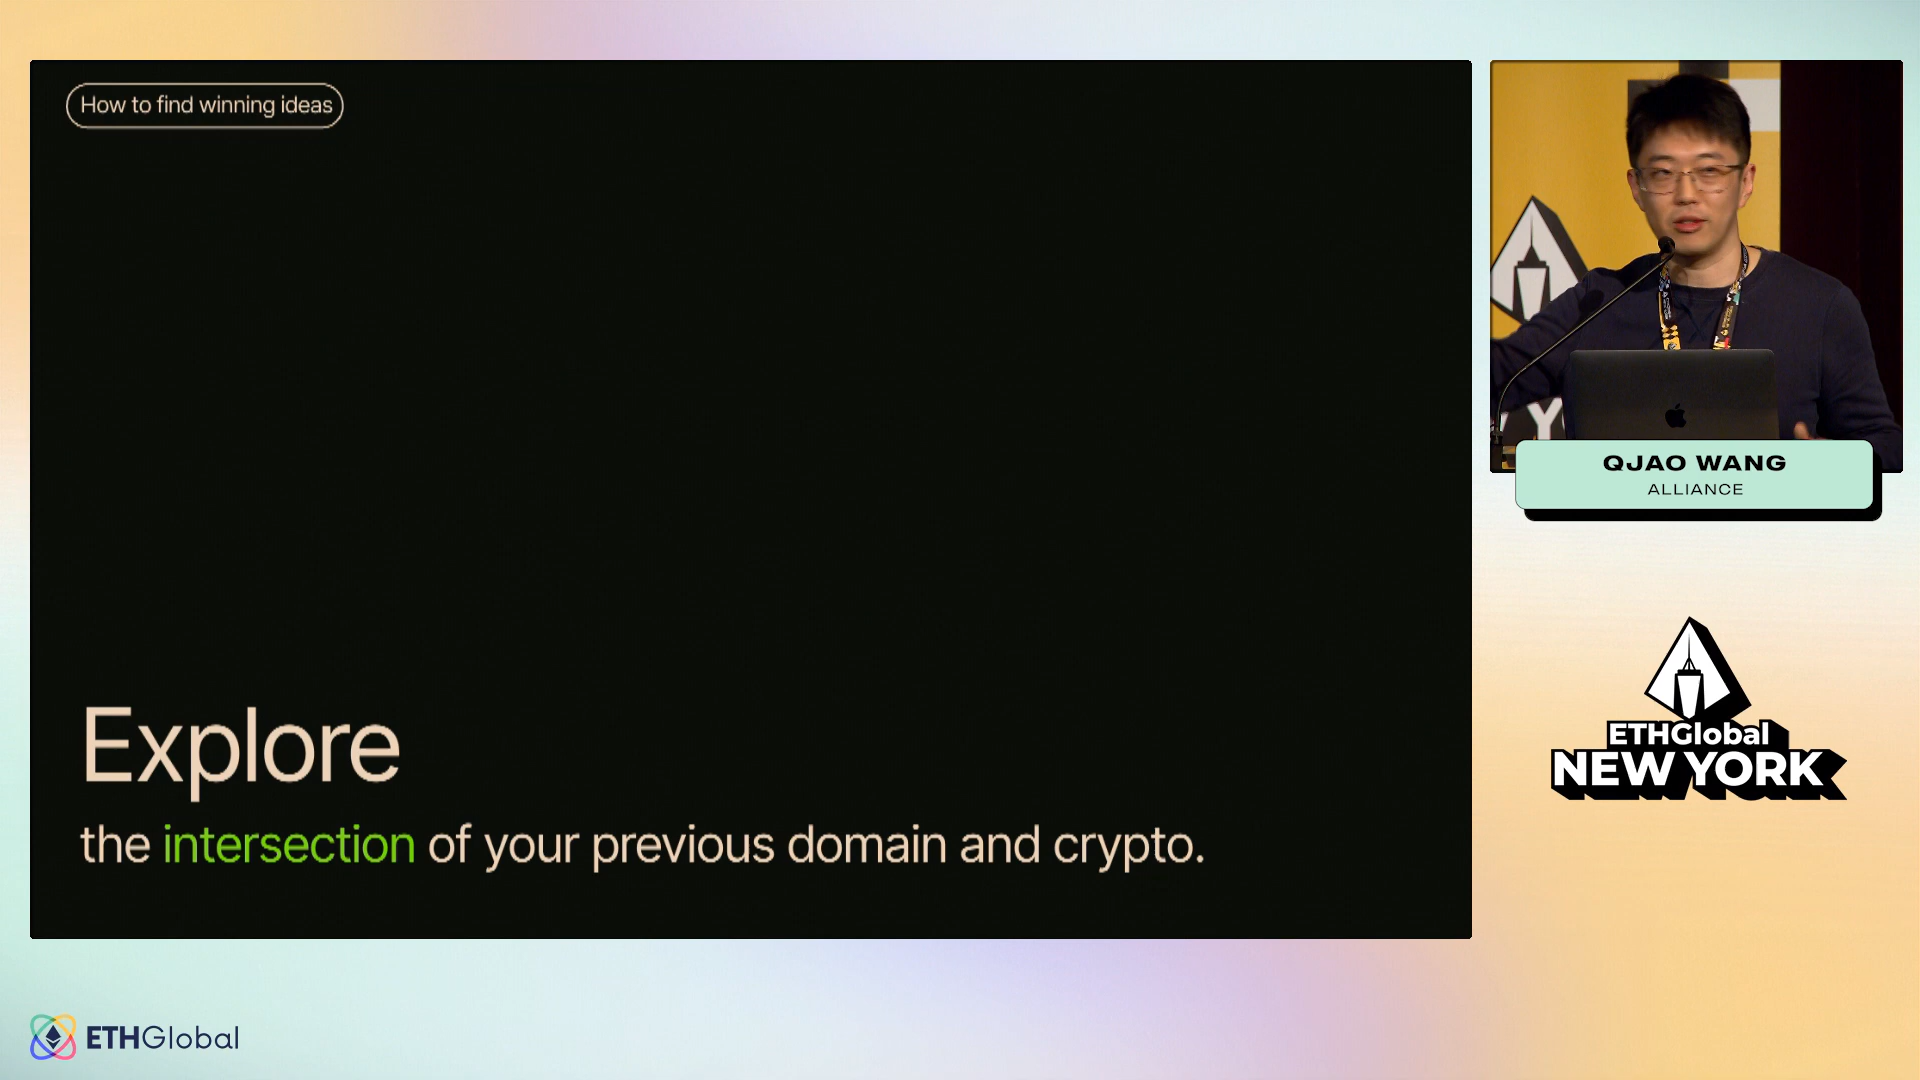 How to find winning ideas
Explore
the intersection of your previous domain and crypto.
QJAO WANG
ALLIANCE
ETHGlobal
NEW YORK
ETHGlobal